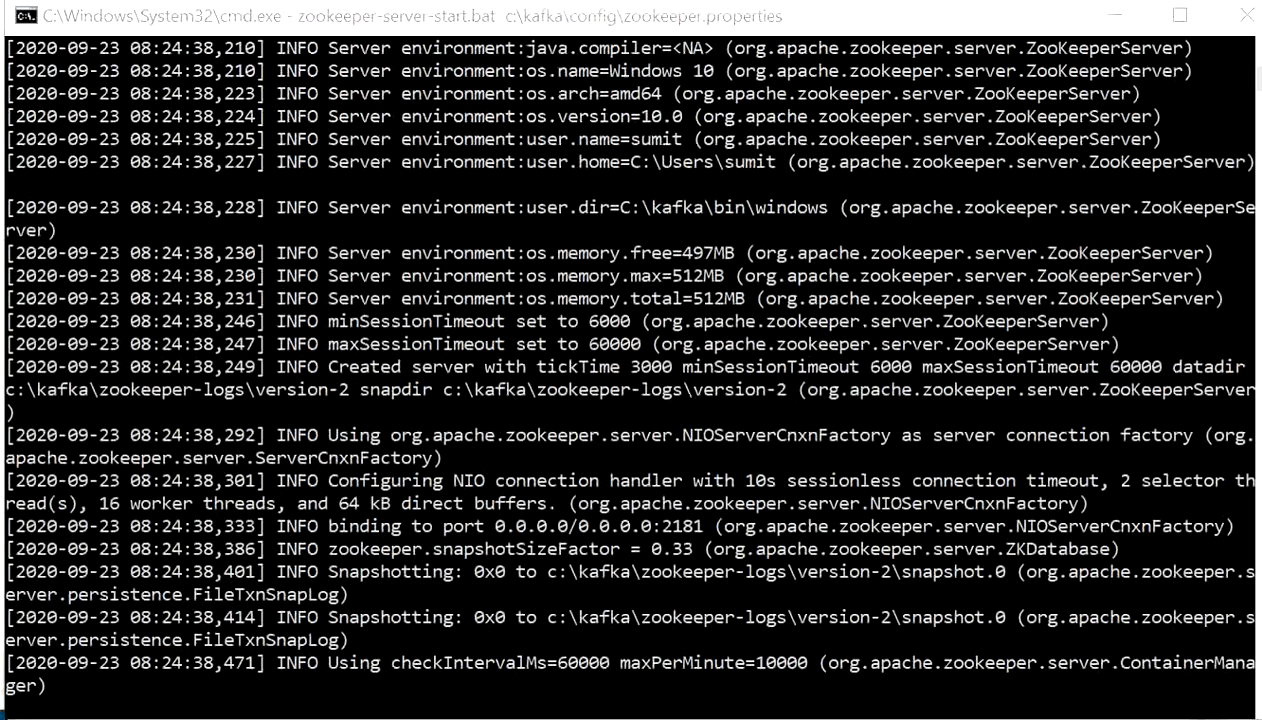 C:\Windows\System32\cmd.exe - zookeeper-server-start.bat c:\kafka\config\zookeeper.properties
[2020-09-23 08:24:38,210] INFO Server environment:java.compiler=<NA> (org.apache.zookeeper.server.ZooKeeperServer)
[2020-09-23 08:24:38,210] INFO Server environment:os.name=Windows 10 (org.apache.zookeeper.server.ZooKeeperServer)
[2020-09-23 08:24:38,223] INFO Server environment:os.arch=amd64 (org.apache.zookeeper.server.ZooKeeperServer)
[2020-09-23 08:24:38,224] INFO Server environment:os.version=10.0 (org.apache.zookeeper.server.ZooKeeperServer)
[2020-09-23 08:24:38,225] INFO Server environment:user.name=sumit (org.apache.zookeeper.server.ZooKeeperServer)
[2020-09-23 08:24:38,227] INFO Server environment:user.home=C:\Users\sumit (org.apache.zookeeper.server.ZooKeeperServer)
[2020-09-23 08:24:38,228] INFO Server environment:user.dir=C:\kafka\bin\windows (org.apache.zookeeper.server.ZooKeeperSe
rver)
[2020-09-23 08:24:38,230] INFO Server environment:os.memory.free=497MB (org.apache.zookeeper.server.ZooKeeperServer)
[2020-09-23 08:24:38,230] INFO Server environment:os.memory.max=512MB (org.apache.zookeeper.server.ZooKeeperServer)
[2020-09-23 08:24:38,231] INFO Server environment:os.memory.total=512MB (org.apache.zookeeper.server.ZooKeeperServer)
[2020-09-23 08:24:38,246] INFO minSessionTimeout set to 6000 (org.apache.zookeeper.server.ZooKeeperServer)
[2020-09-23 08:24:38,247] INFO maxSessionTimeout set to 60000 (org.apache.zookeeper.server.ZooKeeperServer)
[2020-09-23 08:24:38,249] INFO Created server with tickTime 3000 minSessionTimeout 6000 maxSessionTimeout 60000 datadir
c:\kafka\zookeeper-logs\version-2 snapdir c:\kafka\zookeeper-logs\version-2 (org.apache.zookeeper.server.ZooKeeperServer
)
[2020-09-23 08:24:38,292] INFO Using org.apache.zookeeper.server.NIOServerCnxnFactory as server connection factory (org.
apache.zookeeper.server.ServerCnxnFactory)
[2020-09-23 08:24:38,301] INFO Configuring NIO connection handler with 10s sessionless connection timeout, 2 selector th
read(s), 16 worker threads, and 64 kB direct buffers. (org.apache.zookeeper.server.NIOServerCnxnFactory)
[2020-09-23 08:24:38,333] INFO binding to port 0.0.0.0/0.0.0.0:2181 (org.apache.zookeeper.server.NIOServerCnxnFactory)
[2020-09-23 08:24:38,386] INFO zookeeper.snapshotSizeFactor = 0.33 (org.apache.zookeeper.server.ZKDatabase)
[2020-09-23 08:24:38,401] INFO Snapshotting: 0x0 to c:\kafka\zookeeper-logs\version-2\snapshot.0 (org.apache.zookeeper.s
erver.persistence.FileTxnSnapLog)
[2020-09-23 08:24:38,414] INFO Snapshotting: 0x0 to c:\kafka\zookeeper-logs\version-2\snapshot.0 (org.apache.zookeeper.s
erver.persistence.FileTxnSnapLog)
[2020-09-23 08:24:38,471] INFO Using checkIntervalMs=60000 maxPerMinute=10000 (org.apache.zookeeper.server.ContainerMana
ger)